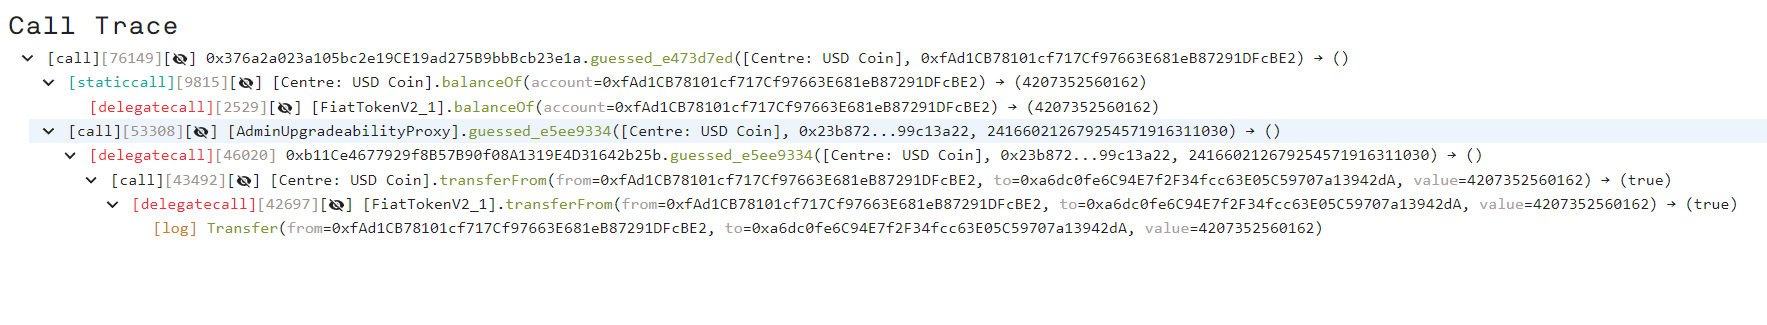 Call Trace
[call][76149][] 0x376a2a023a105bc2e19CE19ad275B9bbBcb23e1a.guessed_e473d7ed([Centre: USD Coin], 0xfAd1CB78101cf717Cf97663E681eB87291DFcBE2) → ()
[staticcall][9815][] [Centre: USD Coin].balanceOf(account=0xfAd1CB78101cf717Cf97663E681eB87291DFcBE2) → (4207352560162)
[delegatecall][2529][] [FiatTokenV2_1].balanceOf(account=0xfAd1CB78101cf717Cf97663E681eB87291DFcBE2) → (4207352560162)
[call][53308][] [AdminUpgradeabilityProxy].guessed_e5ee9334([Centre: USD Coin], 0x23b872...99c13a22, 241660212679254571916311030) → ()
[delegatecall][46020] 0xb11Ce4677929f8B57B90f08A1319E4D31642b25b.guessed_e5ee9334([Centre: USD Coin], 0x23b872...99c13a22, 241660212679254571916311030) → ()
[call][43492][] [Centre: USD Coin].transferFrom(from=0xfAd1CB78101cf717Cf97663E681eB87291DFcBE2, to=0xa6dc0fe6C94E7f2F34fcc63E05C59707a13942dA, value=4207352560162) → (true)
[delegatecall][42697][] [FiatTokenV2_1].transferFrom(from=0xfAd1CB78101cf717Cf97663E681eB87291DFcBE2, to=0xa6dc0fe6C94E7f2F34fcc63E05C59707a13942dA, value=4207352560162) → (true)
[log] Transfer(from=0xfAd1CB78101cf717Cf97663E681eB87291DFcBE2, to=0xa6dc0fe6C94E7f2F34fcc63E05C59707a13942dA, value=4207352560162)